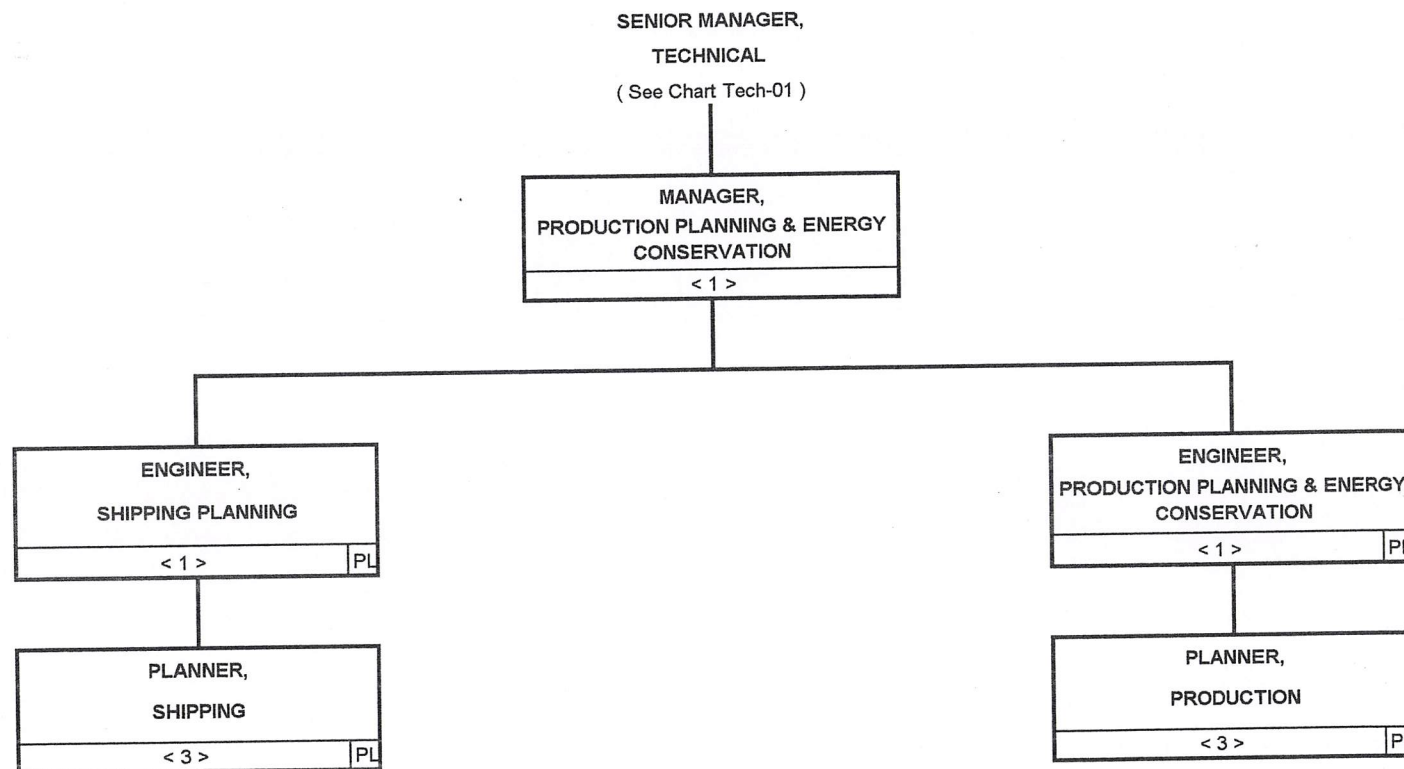 SENIOR MANAGER,
TECHNICAL
( See Chart Tech-01 )
MANAGER,
PRODUCTION PLANNING & ENERGY
CONSERVATION
< 1 >
ENGINEER,
SHIPPING PLANNING
< 1 >
PL
ENGINEER,
PRODUCTION PLANNING & ENERGY
CONSERVATION
< 1 >
PLANNER,
SHIPPING
< 3 >
PL
PLANNER,
PRODUCTION
< 3 >